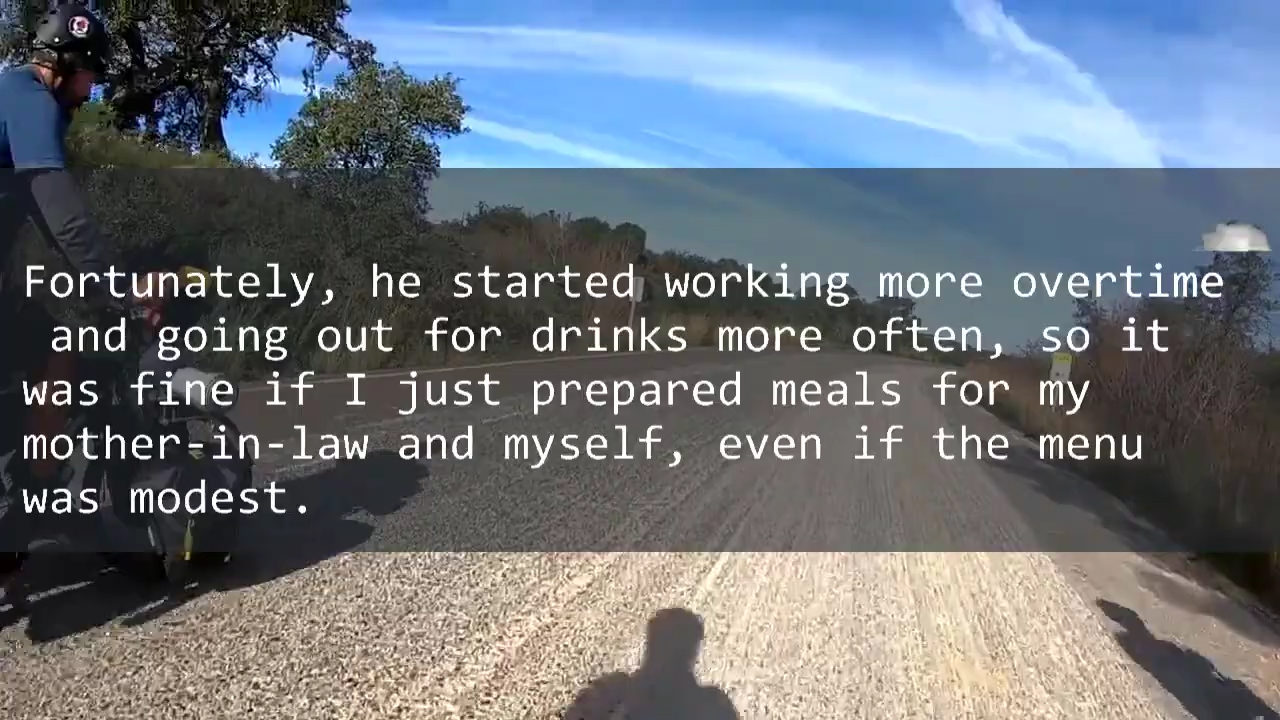 Fortunately, he started working more overtime
and going out for drinks more often, so it
was fine if I just prepared meals for my
mother-in-law and myself, even if the menu
was modest.